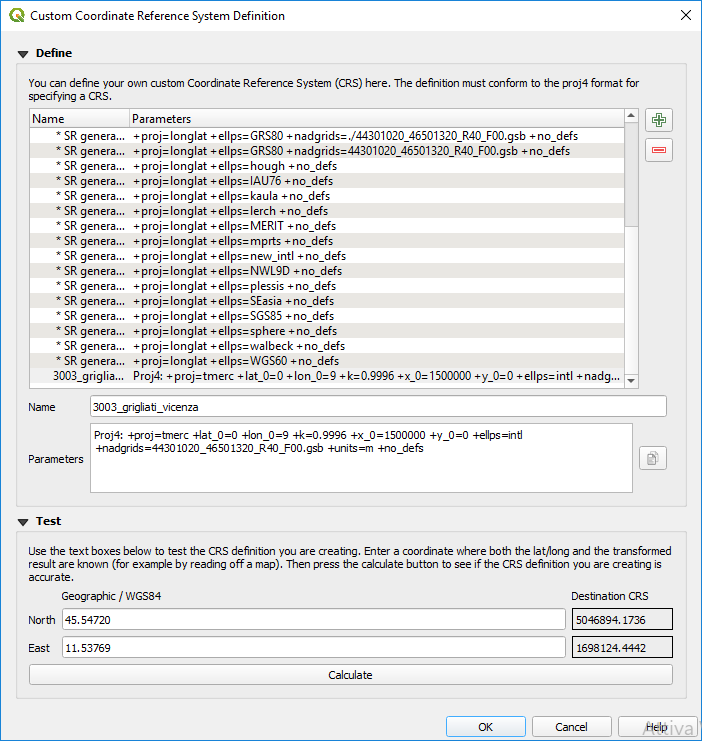 Custom Coordinate Reference System Definition
Define
You can define your own custom Coordinate Reference System (CRS) here. The definition must conform to the proj4 format for
specifying a CRS.
Name Parameters
* SR genera... +proj=longlat +ellps=GRS80 +nadgrids=./44301020_46501320_R40_F00.gsb +no_defs
* SR genera... +proj=longlat +ellps=GRS80 +nadgrids=44301020_46501320_R40_F00.gsb +no_defs
* SR genera... +proj=longlat +ellps=hough +no_defs
* SR genera... +proj=longlat +ellps=IAU76 +no_defs
* SR genera... +proj=longlat +ellps=kaula +no_defs
* SR genera... +proj=longlat +ellps=lerch +no_defs
* SR genera... +proj=longlat +ellps=MERIT +no_defs
* SR genera... +proj=longlat +ellps=mprts +no_defs
* SR genera... +proj=longlat +ellps=new_intl +no_defs
* SR genera... +proj=longlat +ellps=NWL9D +no_defs
* SR genera... +proj=longlat +ellps=plessis +no_defs
* SR genera... +proj=longlat +ellps=SEasia +no_defs
* SR genera... +proj=longlat +ellps=SGS85 +no_defs
* SR genera... +proj=longlat +ellps=sphere +no_defs
* SR genera... +proj=longlat +ellps=walbeck +no_defs
* SR genera... +proj=longlat +ellps=WGS60 +no_defs
3003_griglia... Proj4: +proj=tmerc +lat_0=0 +lon_0=9 +k=0.9996 +x_0=1500000 +y_0=0 +ellps=intl +nadg...
Name 3003_grigliati_vicenza
Proj4: +proj=tmerc +lat_0=0 +lon_0=9 +k=0.9996 +x_0=1500000 +y_0=0 +ellps=intl
+nadgrids=44301020_46501320_R40_F00.gsb +units=m +no_defs
Parameters
Test
Use the text boxes below to test the CRS definition you are creating. Enter a coordinate where both the lat/long and the transformed
result are known (for example by reading off a map). Then press the calculate button to see if the CRS definition you are creating is
accurate.
Geographic / WGS84 Destination CRS
North 45.54720 5046894.1736
East 11.53769 1698124.4442
Calculate
OK Cancel Help
Attiva